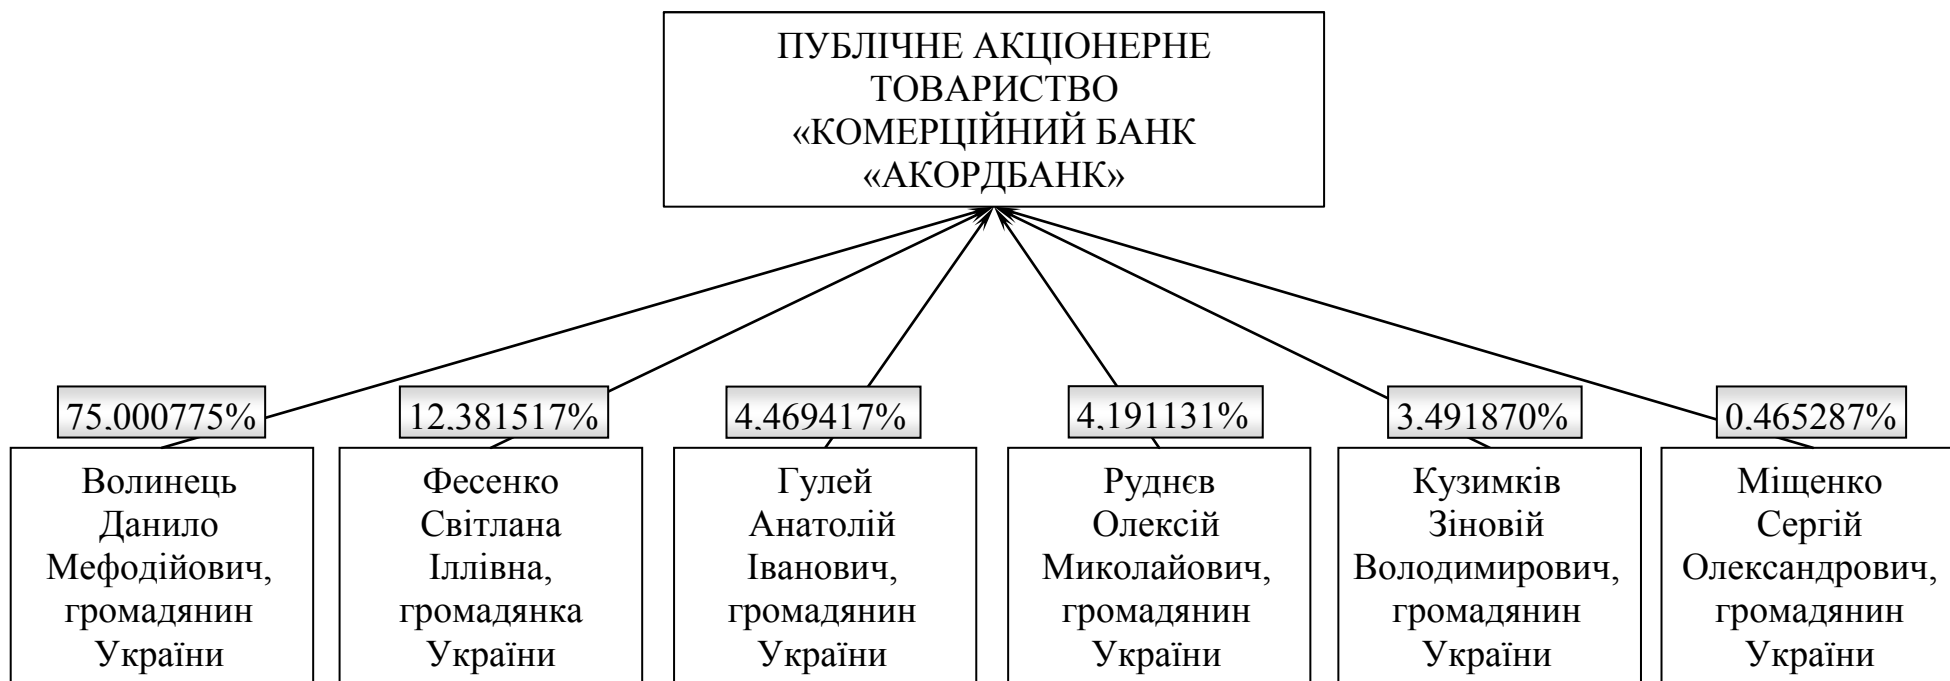 ПУБЛІЧНЕ АКЦІОНЕРНЕ
ТОВАРИСТВО
«КОМЕРЦІЙНИЙ БАНК
«АКОРДБАНК»
75,000775%
12,381517%
4,469417%
4,191131%
3,491870%
0,465287%
Волинець
Данило
Мефодійович,
громадянин
України
Фесенко
Світлана
Іллівна,
громадянка
України
Гулей
Анатолій
Іванович,
громадянин
України
Руднєв
Олексій
Миколайович,
громадянин
України
Кузимків
Зіновій
Володимирович,
громадянин
України
Міщенко
Сергій
Олександрович,
громадянин
України